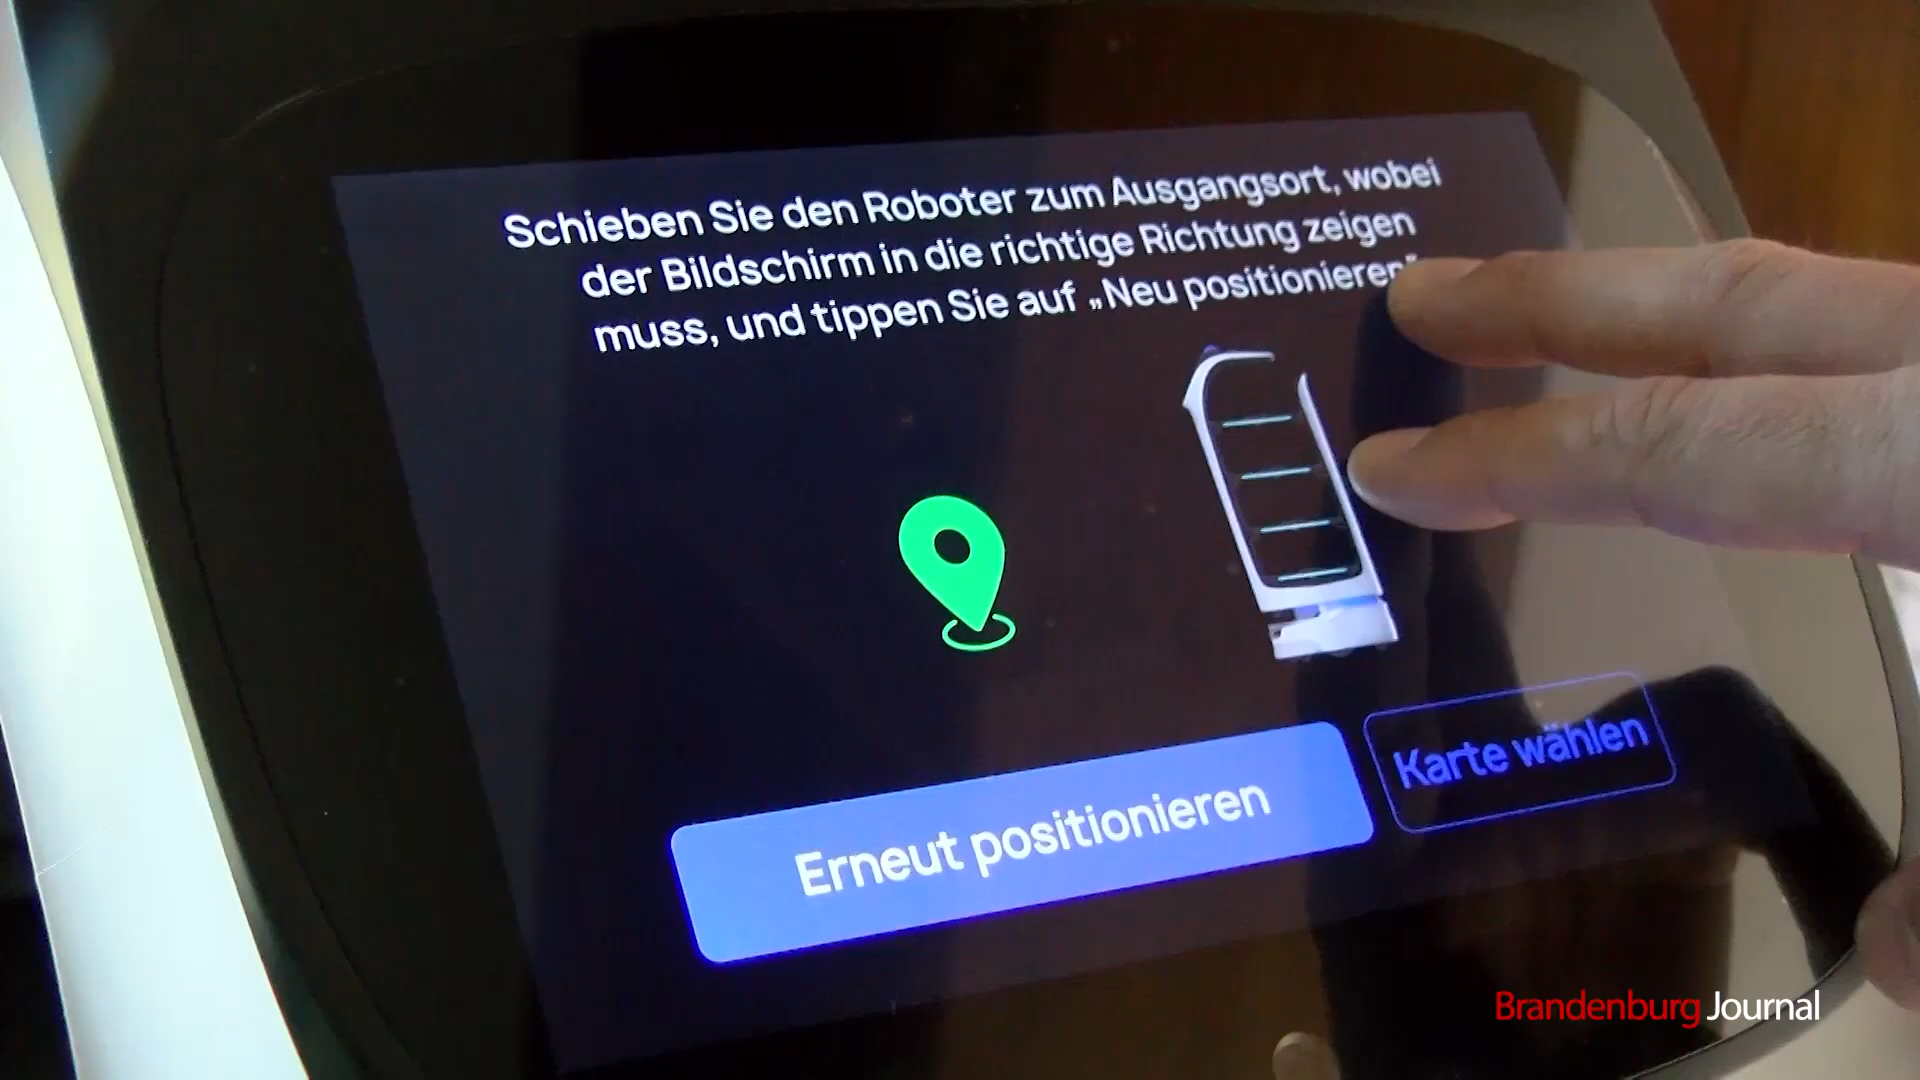 Schieben Sie den Roboter zum Ausgangsort, wobei
der Bildschirm in die richtige Richtung zeigen
muss, und tippen Sie auf „Neu positionieren“
Karte wählen
Erneut positionieren
Brandenburg Journal